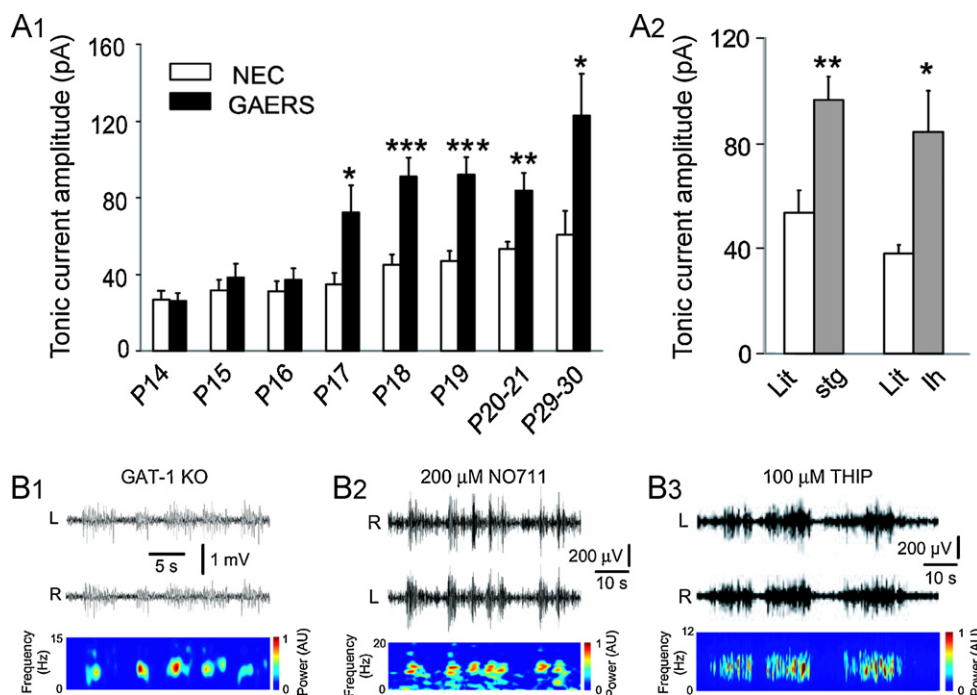 A1
Tonic current amplitude (pA)
160
120
80
40
0
NEC
GAERS
*
***
***
**
*
P14
P15
P16
P17
P18
P19
P20-21
P29-30
A2
Tonic current amplitude (pA)
120
80
40
0
**
*
Lit
stg
Lit
lh
B1
GAT-1 KO
L
5 s
1 mV
R
Frequency (Hz)
15
0
1
0
Power (AU)
B2
200 µM NO711
R
200 µV
10 s
L
Frequency (Hz)
20
0
1
0
Power (AU)
B3
100 µM THIP
L
200 µV
10 s
R
Frequency (Hz)
12
0
1
0
Power (AU)